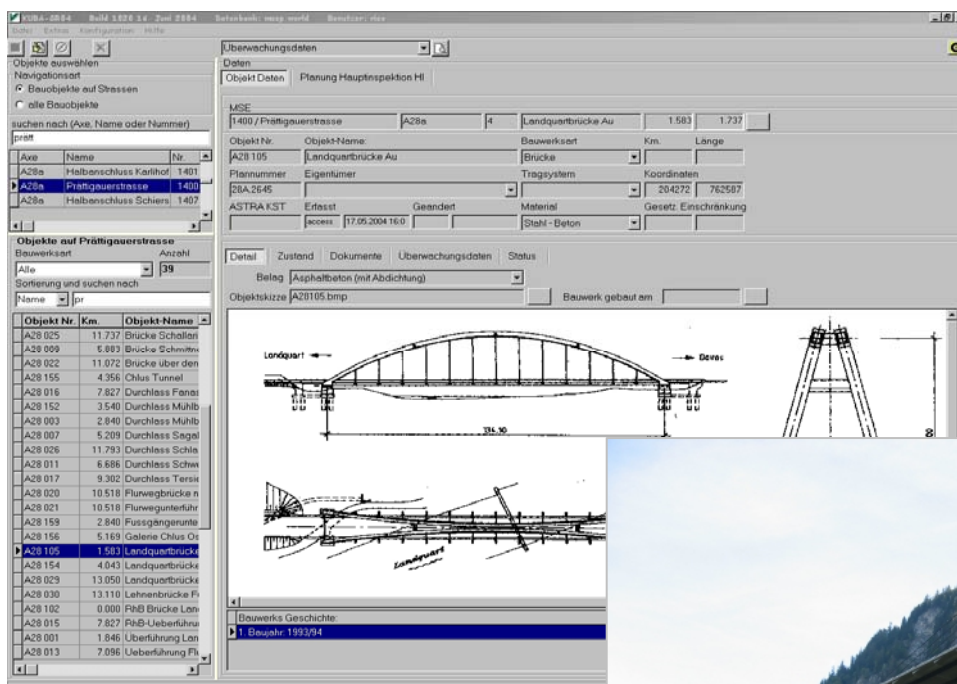 Überwachungsdaten
Objekte auswählen
Navigationsart
Bauobjekte auf Strassen
alle Bauobjekte
suchen nach (Axe, Name oder Nummer)
prätt
Axe Name Nr.
A28a Halbanschluss Karlihof 1401
A28a Prättigauerstrasse 1400
A28a Halbanschluss Schiers 1407
Objekte auf Prättigauerstrasse
Bauwerksart Anzahl
Alle 39
Sortierung und suchen nach
Name pr
Objekt Nr. Km. Objekt-Name
A28 025 11.737 Brücke Schallan
A28 009 5.883 Brücke Schmittne
A28 022 11.072 Brücke über den
A28 155 4.356 Chlus Tunnel
A28 016 7.827 Durchlass Fanas
A28 152 3.540 Durchlass Mühlb
A28 003 2.840 Durchlass Mühlb
A28 007 5.209 Durchlass Sagal
A28 026 11.793 Durchlass Schla
A28 011 6.686 Durchlass Schwe
A28 017 9.302 Durchlass Tersie
A28 020 10.518 Flurwegbrücke n
A28 021 10.518 Flurwegunterführ
A28 159 2.840 Fussgängerunte
A28 156 5.169 Galerie Chlus Os
A28 105 1.583 Landquartbrücke
A28 154 4.043 Landquartbrücke
A28 029 13.050 Landquartbrücke
A28 030 13.110 Lehnenbrücke F
A28 102 0.000 RhB Brücke Lan
A28 015 7.827 RhB-Ueberführu
A28 001 1.846 Überführung Lan
A28 013 7.096 Ueberführung Fl
Daten
Objekt Daten Planung Hauptinspektion HI
MSE
1400 / Prättigauerstrasse A28a 4 Landquartbrücke Au 1.583 1.737
Objekt Nr. Objekt-Name: Bauwerksart Km. Länge
A28 105 Landquartbrücke Au Brücke
Plannummer Eigentümer Tragsystem Koordinaten
28A.2645 204272 762587
ASTRA KST Erfasst Geändert Material Gesetz. Einschränkung
access 17.05.2004 16:0 Stahl - Beton
Detail Zustand Dokumente Überwachungsdaten Status
Belag Asphaltbeton (mit Abdichtung)
Objektskizze A28105.bmp Bauwerk gebaut am
Landquart Davos
134.10
Landquart
Bauwerks Geschichte:
1. Baujahr: 1993/94